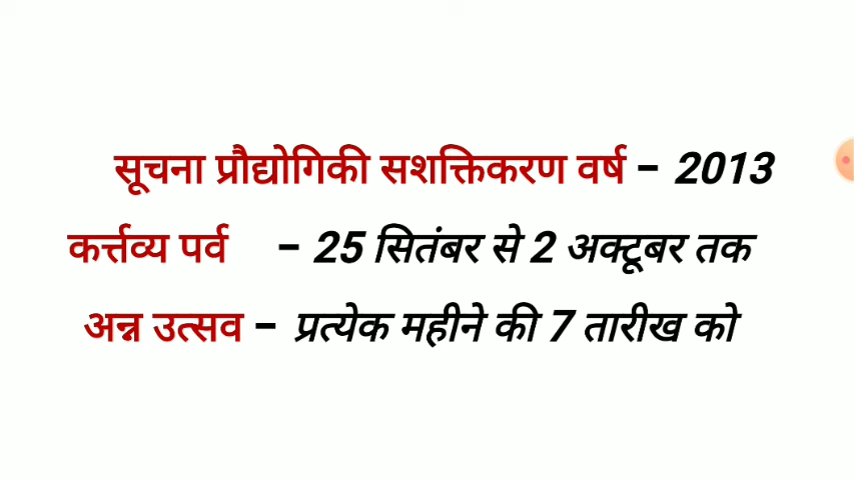 सूचना प्रौद्योगिकी सशक्तिकरण वर्ष - 2013
कर्त्तव्य पर्व - 25 सितंबर से 2 अक्टूबर तक
अन्न उत्सव - प्रत्येक महीने की 7 तारीख को